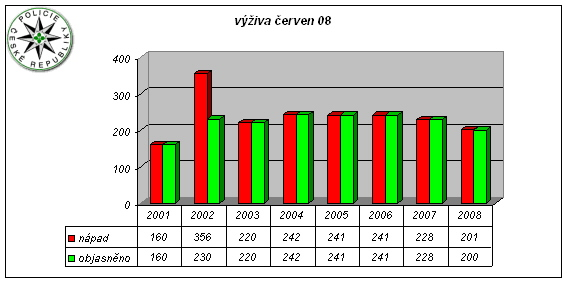 POLICIE
ČESKÉ REPUBLIKY
výživa červen 08
400
300
200
100
0
2001 2002 2003 2004 2005 2006 2007 2008
nápad 160 356 220 242 241 241 228 201
objasněno 160 230 220 242 241 241 228 200